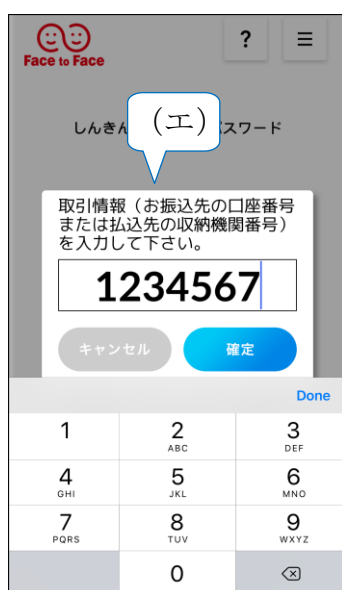 Face to Face
?
しんきん
スワード
（エ）
取引情報（お振込先の口座番号
または払込先の収納機関番号）
を入力して下さい。
1234567
キャンセル
確定
Done
1
2
ABC
3
DEF
4
GHI
5
JKL
6
MNO
7
PQRS
8
TUV
9
WXYZ
0